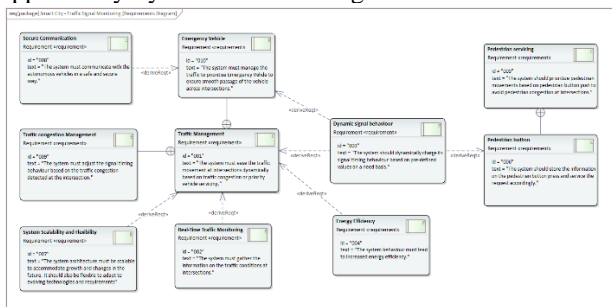 req [package] Smart City - Traffic Signal Monitoring [Requirements Diagram]
Secure Communication
Requirement «requirement»
id = "008"
text = "The system must communicate with the
autonomous vehicles in a safe and secure
way."
Emergency Vehicle
Requirement «requirement»
text = "The system must manage the
traffic to prioritise Emergency Vehicle to
ensure smooth passage of the vehicle
across intersections."
«deriveReqt»
Pedestrian servicing
Requirement «requirement»
text = "The system should prioritize pedestrian
movements based on pedestrian button push to
avoid pedestrian congestion at intersections."
«deriveReqt»
Traffic congestion Management
Requirement «requirement»
id = "009"
text = "The system must adjust the signal timing
behaviour based on the traffic congestion
detected at the intersection."
Traffic Management
Requirement «requirement»
id = "001"
text = "The system must ease the traffic
movement at intersections dynamically
based on traffic congestion or priority
vehicle servicing."
«deriveReqt»
Dynamic signal behaviour
Requirement «requirement»
text = "The system should dynamically change its
signal timing behaviour based on pre-defined
values on a need basis."
«deriveReqt»
Pedestrian button
Requirement «requirement»
text = "The system should store the information
on the pedestrian button press and service the
request accordingly."
«deriveReqt»
«deriveReqt»
«deriveReqt»
System Scalability and Flexibility
Requirement «requirement»
id = "007"
text = "The system architecture must be scalable
to accommodate growth and changes in the
future. It should also be flexible to adapt to
evolving technologies and requirements"
Real-Time Traffic Monitoring
Requirement «requirement»
id = "002"
text = "The system must gather the
information on the traffic conditions at
intersections."
Energy Efficiency
Requirement «requirement»
id = "004"
text = "The system behaviour must lead
to increased energy efficiency."